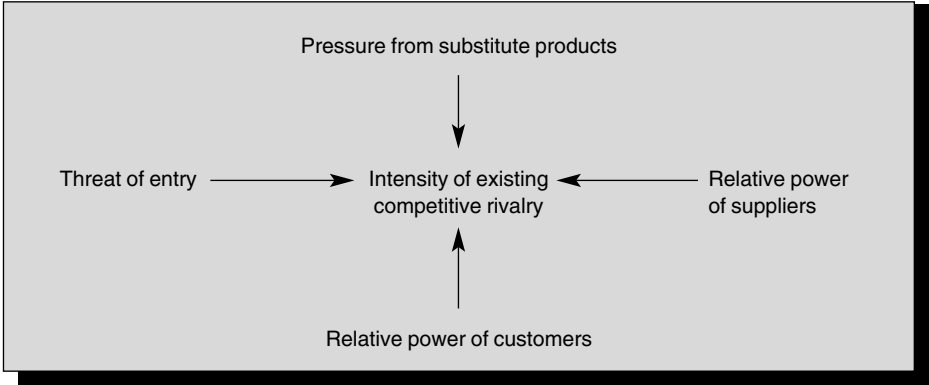 Pressure from substitute products
Threat of entry
Intensity of existing
competitive rivalry
Relative power
of suppliers
Relative power of customers